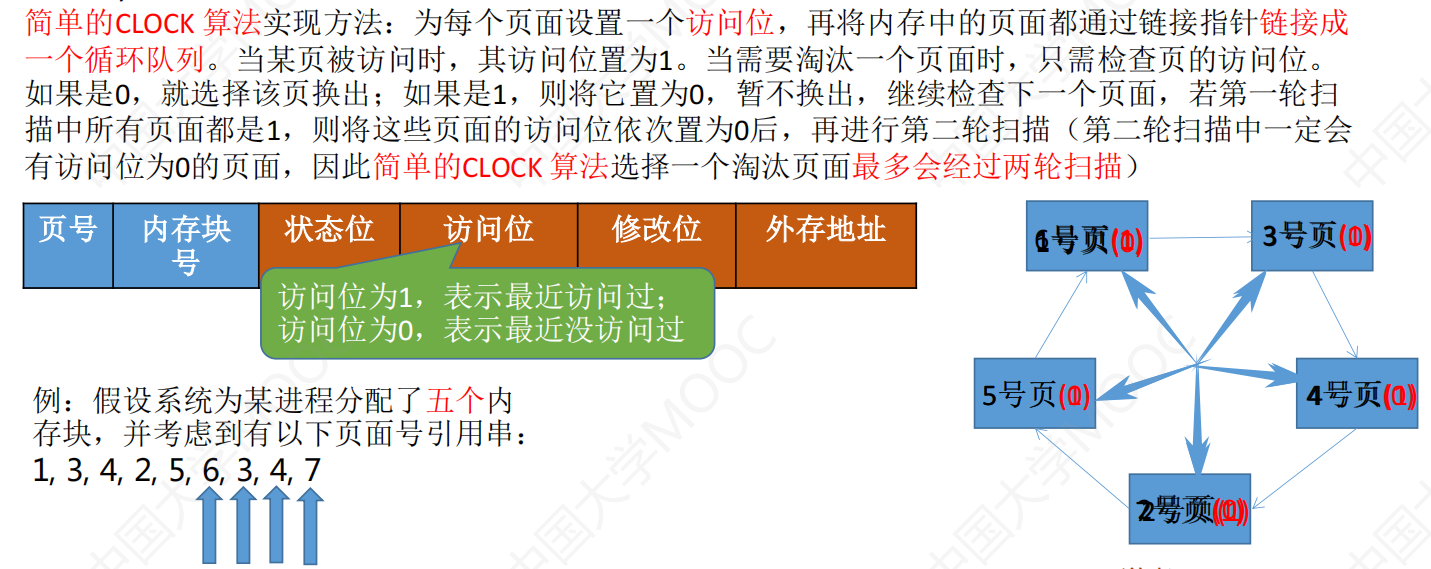 简单的CLOCK 算法实现方法：为每个页面设置一个访问位，再将内存中的页面都通过链接指针链接成
一个循环队列。当某页被访问时，其访问位置为1。当需要淘汰一个页面时，只需检查页的访问位。
如果是0，就选择该页换出；如果是1，则将它置为0，暂不换出，继续检查下一个页面，若第一轮扫
描中所有页面都是1，则将这些页面的访问位依次置为0后，再进行第二轮扫描（第二轮扫描中一定会
有访问位为0的页面，因此简单的CLOCK 算法选择一个淘汰页面最多会经过两轮扫描）
页号 内存块号 状态位 访问位 修改位 外存地址
访问位为1，表示最近访问过；
访问位为0，表示最近没访问过
例：假设系统为某进程分配了五个内
存块，并考虑到有以下页面号引用串：
1, 3, 4, 2, 5, 6, 3, 4, 7
号页
3号页
5号页
4号页
号页
中国大学MOOC